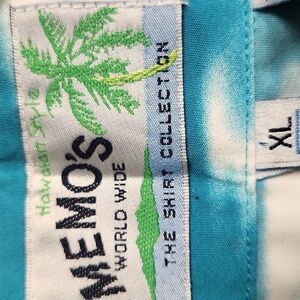 Hawaiian Style
MEMO'S
WORLD WIDE
THE SHIRT COLLECTION
XL